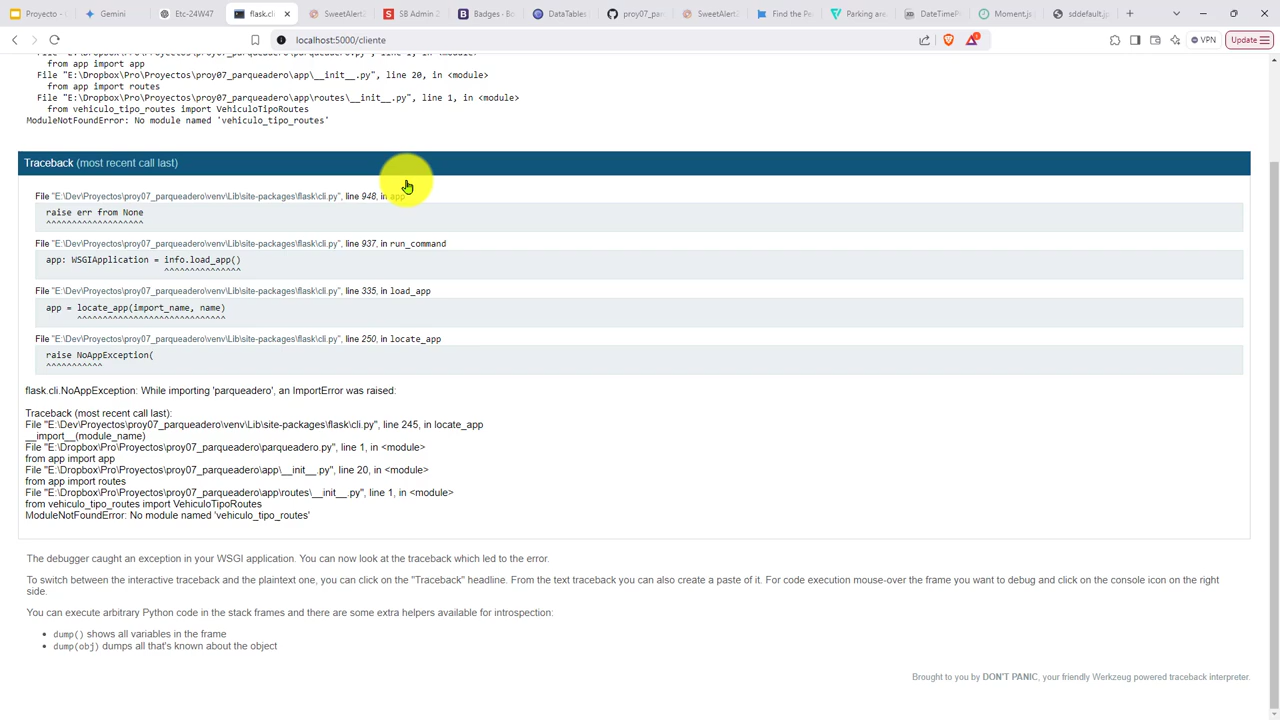 Proyecto -
Gemini
Etc-24W47
flask.cli
SweetAlert2
SB Admin 2
Badges - Bo
DataTables
proy07_pa
SweetAlert2
Find the Pe
Parking are
DateTimePi
Moment.js
sddefault.jp
localhost:5000/cliente
VPN
Update
from app import app
File "E:\Dropbox\Pro\Proyectos\proy07_parqueadero\app\__init__.py", line 20, in <module>
from app import routes
File "E:\Dropbox\Pro\Proyectos\proy07_parqueadero\app\routes\__init__.py", line 1, in <module>
from vehiculo_tipo_routes import VehiculoTipoRoutes
ModuleNotFoundError: No module named 'vehiculo_tipo_routes'
Traceback (most recent call last)
File "E:\Dev\Proyectos\proy07_parqueadero\venv\Lib\site-packages\flask\cli.py", line 948, in app
raise err from None
^^^^^^^^^^^^^^^^^^^
File "E:\Dev\Proyectos\proy07_parqueadero\venv\Lib\site-packages\flask\cli.py", line 937, in run_command
app: WSGIApplication = info.load_app()
^^^^^^^^^^^^^^^
File "E:\Dev\Proyectos\proy07_parqueadero\venv\Lib\site-packages\flask\cli.py", line 335, in load_app
app = locate_app(import_name, name)
^^^^^^^^^^^^^^^^^^^^^^^^^^^^^
File "E:\Dev\Proyectos\proy07_parqueadero\venv\Lib\site-packages\flask\cli.py", line 250, in locate_app
raise NoAppException(
^^^^^^^^^^^
flask.cli.NoAppException: While importing 'parqueadero', an ImportError was raised:
Traceback (most recent call last):
File "E:\Dev\Proyectos\proy07_parqueadero\venv\Lib\site-packages\flask\cli.py", line 245, in locate_app
__import__(module_name)
File "E:\Dropbox\Pro\Proyectos\proy07_parqueadero\parqueadero.py", line 1, in <module>
from app import app
File "E:\Dropbox\Pro\Proyectos\proy07_parqueadero\app\__init__.py", line 20, in <module>
from app import routes
File "E:\Dropbox\Pro\Proyectos\proy07_parqueadero\app\routes\__init__.py", line 1, in <module>
from vehiculo_tipo_routes import VehiculoTipoRoutes
ModuleNotFoundError: No module named 'vehiculo_tipo_routes'
The debugger caught an exception in your WSGI application. You can now look at the traceback which led to the error.
To switch between the interactive traceback and the plaintext one, you can click on the "Traceback" headline. From the text traceback you can also create a paste of it. For code execution mouse-over the frame you want to debug and click on the console icon on the right
side.
You can execute arbitrary Python code in the stack frames and there are some extra helpers available for introspection:
dump() shows all variables in the frame
dump(obj) dumps all that's known about the object
Brought to you by DON'T PANIC, your friendly Werkzeug powered traceback interpreter.